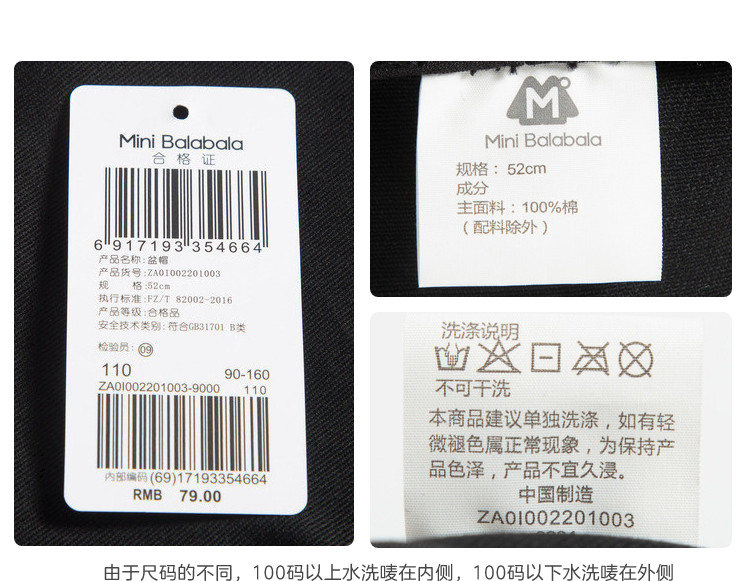 Mini Balabala
合格证
6 917193 354664
产品名称:盆帽
产品货号:ZA0I002201003
规 格:52cm
执行标准:FZ/T 82002-2016
产品等级:合格品
安全技术类别:符合GB31701 B类
检验员: 09
110 90-160
ZA0I002201003-9000 110
内部编码 (69)17193354664
RMB 79.00
M
Mini Balabala
规格：52cm
成分
主面料：100%棉
（配料除外）
洗涤说明
不可干洗
本商品建议单独洗涤，如有轻
微褪色属正常现象，为保持产
品色泽，产品不宜久浸。
中国制造
ZA0I002201003
由于尺码的不同，100码以上水洗唛在内侧，100码以下水洗唛在外侧